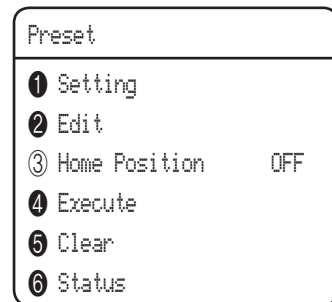 Preset
❶ Setting
❷ Edit
③ Home Position OFF
❹ Execute
❺ Clear
❻ Status